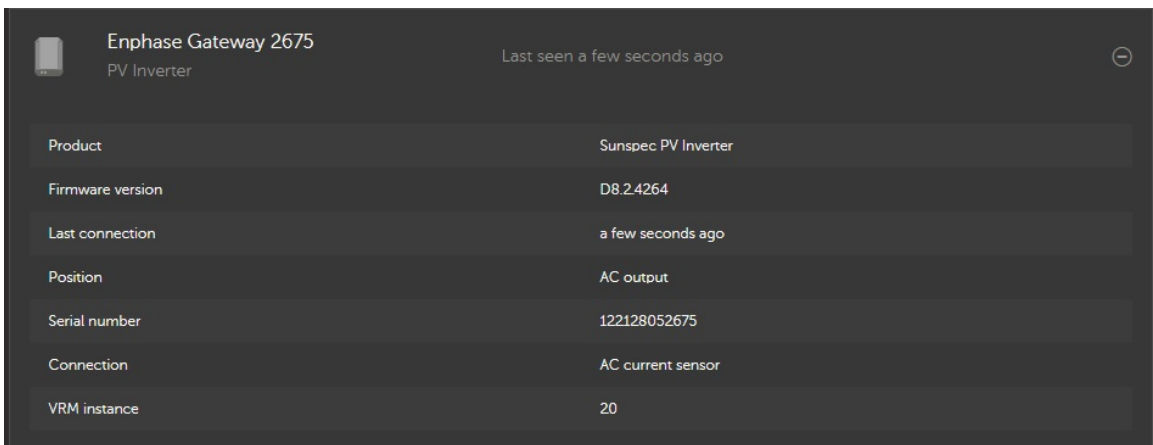 Enphase Gateway 2675
PV Inverter
Last seen a few seconds ago
Product Sunspec PV Inverter
Firmware version D8.2.4264
Last connection a few seconds ago
Position AC output
Serial number 122128052675
Connection AC current sensor
VRM instance 20